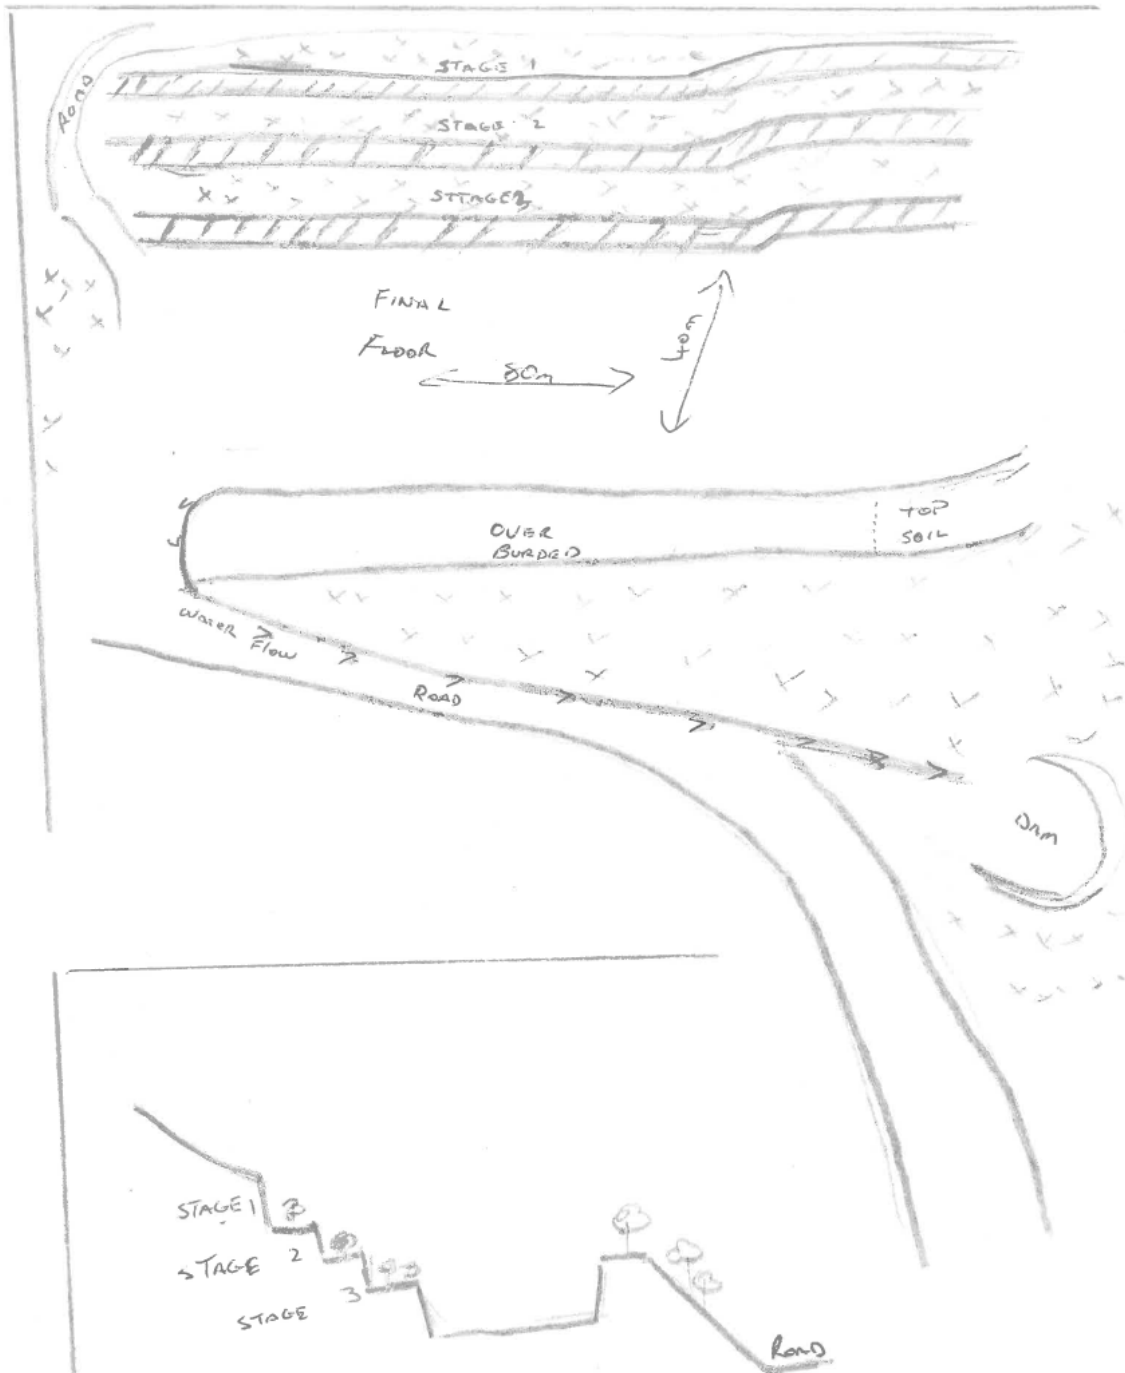 ROAD
STAGE 1
STAGE 2
STTAGE 3
FINAL
FLOOR
80m
40m
OVER
BURDED
TOP
SOIL
WATER FLOW
ROAD
DAM
STAGE 1
STAGE 2
STAGE 3
ROAD